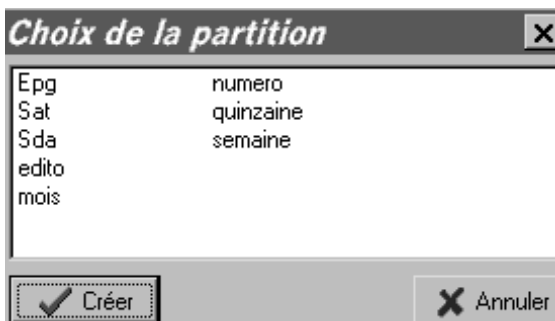 Choix de la partition
Epg numero
Sat quinzaine
Sda semaine
edito
mois
Créer Annuler